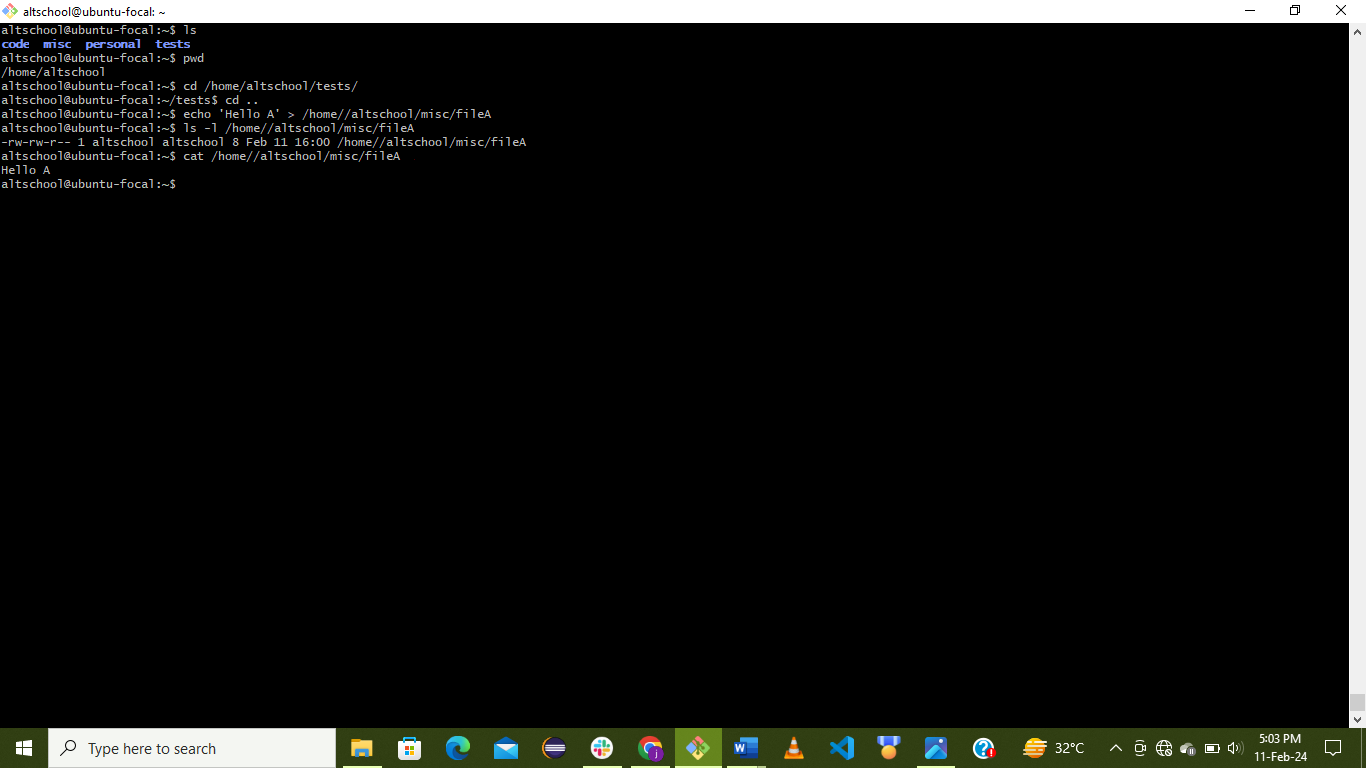 altschool@ubuntu-focal: ~
altschool@ubuntu-focal:~$ ls
code misc personal tests
altschool@ubuntu-focal:~$ pwd
/home/altschool
altschool@ubuntu-focal:~$ cd /home/altschool/tests/
altschool@ubuntu-focal:~/tests$ cd ..
altschool@ubuntu-focal:~$ echo 'Hello A' > /home//altschool/misc/fileA
altschool@ubuntu-focal:~$ ls -l /home//altschool/misc/fileA
-rw-rw-r-- 1 altschool altschool 8 Feb 11 16:00 /home//altschool/misc/fileA
altschool@ubuntu-focal:~$ cat /home//altschool/misc/fileA
Hello A
altschool@ubuntu-focal:~$
Type here to search
32°C
5:03 PM
11-Feb-24